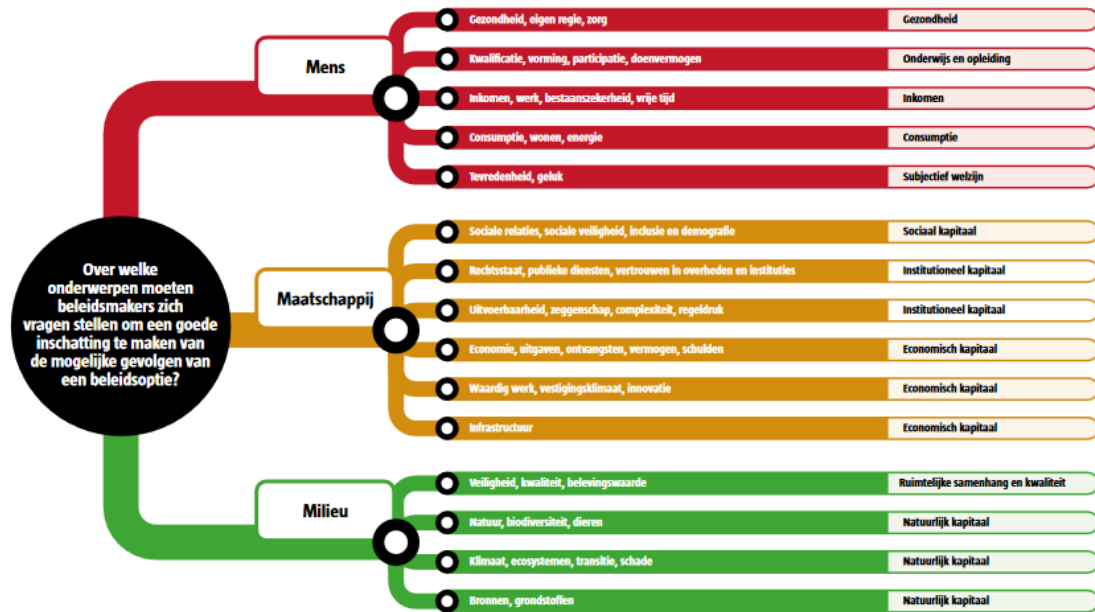 Over welke
onderwerpen moeten
beleidsmakers zich
vragen stellen om een goede
inschatting te maken van
de mogelijke gevolgen van
een beleidsoptie?
Mens
Gezondheid, eigen regie, zorg
Gezondheid
Kwalificatie, vorming, participatie, doenvermogen
Onderwijs en opleiding
Inkomen, werk, bestaanszekerheid, vrije tijd
Inkomen
Consumptie, wonen, energie
Consumptie
Tevredenheid, geluk
Subjectief welzijn
Maatschappij
Sociale relaties, sociale veiligheid, inclusie en demografie
Sociaal kapitaal
Rechtsstaat, publieke diensten, vertrouwen in overheden en instituties
Institutioneel kapitaal
Uitvoerbaarheid, zeggenschap, complexiteit, regeldruk
Institutioneel kapitaal
Economie, uitgaven, ontvangsten, vermogen, schulden
Economisch kapitaal
Waardig werk, vestigingsklimaat, innovatie
Economisch kapitaal
Infrastructuur
Economisch kapitaal
Milieu
Veiligheid, kwaliteit, belevingswaarde
Ruimtelijke samenhang en kwaliteit
Natuur, biodiversiteit, dieren
Natuurlijk kapitaal
Klimaat, ecosystemen, transitie, schade
Natuurlijk kapitaal
Bronnen, grondstoffen
Natuurlijk kapitaal